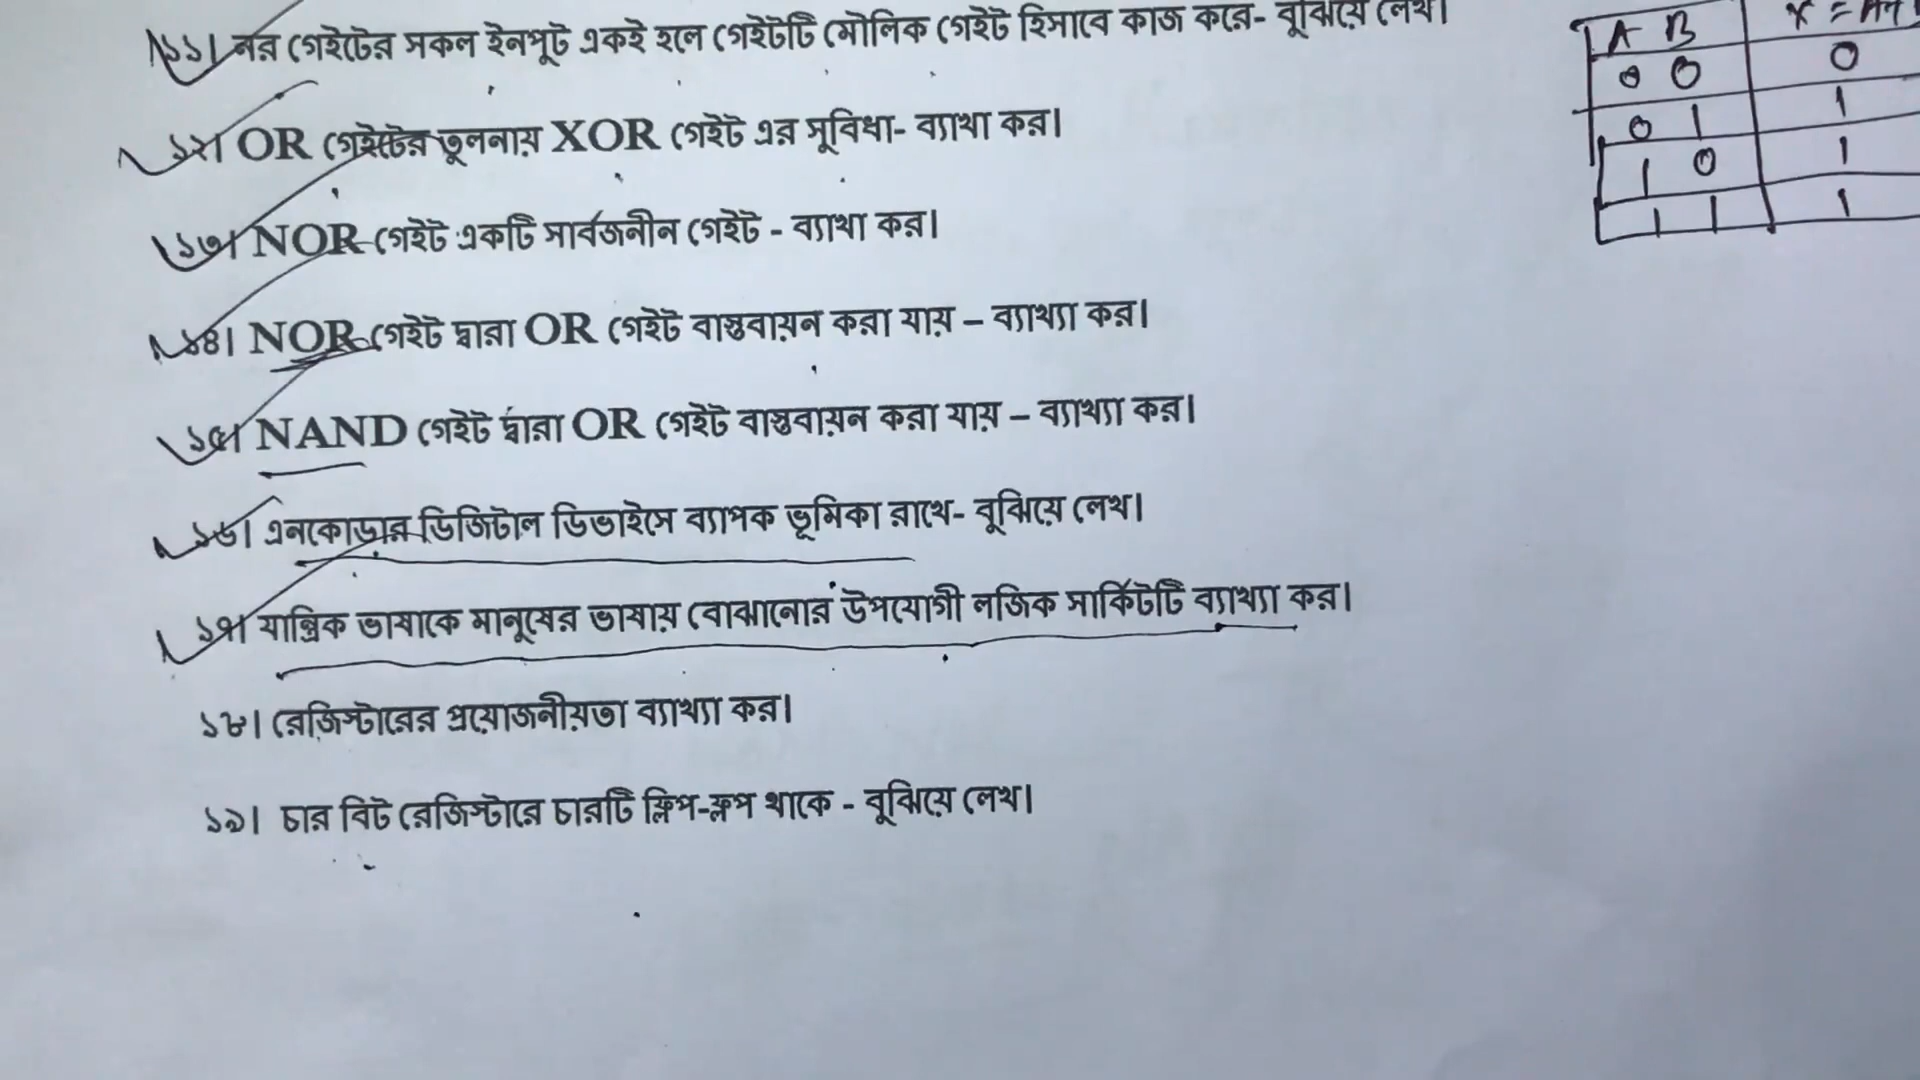 ১১। নর গেইটের সকল ইনপুট একই হলে গেইটটি মৌলিক গেইট হিসাবে কাজ করে- বুঝিয়ে লেখ।
A B X =
0 0 0
0 1 1
1 0 1
1 1 1
১২। OR গেইটের তুলনায় XOR গেইট এর সুবিধা- ব্যাখা কর।
১৩। NOR গেইট একটি সার্বজনীন গেইট - ব্যাখা কর।
১৪। NOR গেইট দ্বারা OR গেইট বাস্তবায়ন করা যায় – ব্যাখ্যা কর।
১৫। NAND গেইট দ্বারা OR গেইট বাস্তবায়ন করা যায় – ব্যাখ্যা কর।
১৬। এনকোডার ডিজিটাল ডিভাইসে ব্যাপক ভূমিকা রাখে- বুঝিয়ে লেখ।
১৭। যান্ত্রিক ভাষাকে মানুষের ভাষায় বোঝানোর উপযোগী লজিক সার্কিটটি ব্যাখ্যা কর।
১৮। রেজিস্টারের প্রয়োজনীয়তা ব্যাখ্যা কর।
১৯। চার বিট রেজিস্টারে চারটি ফ্লিপ-ফ্লপ থাকে - বুঝিয়ে লেখ।